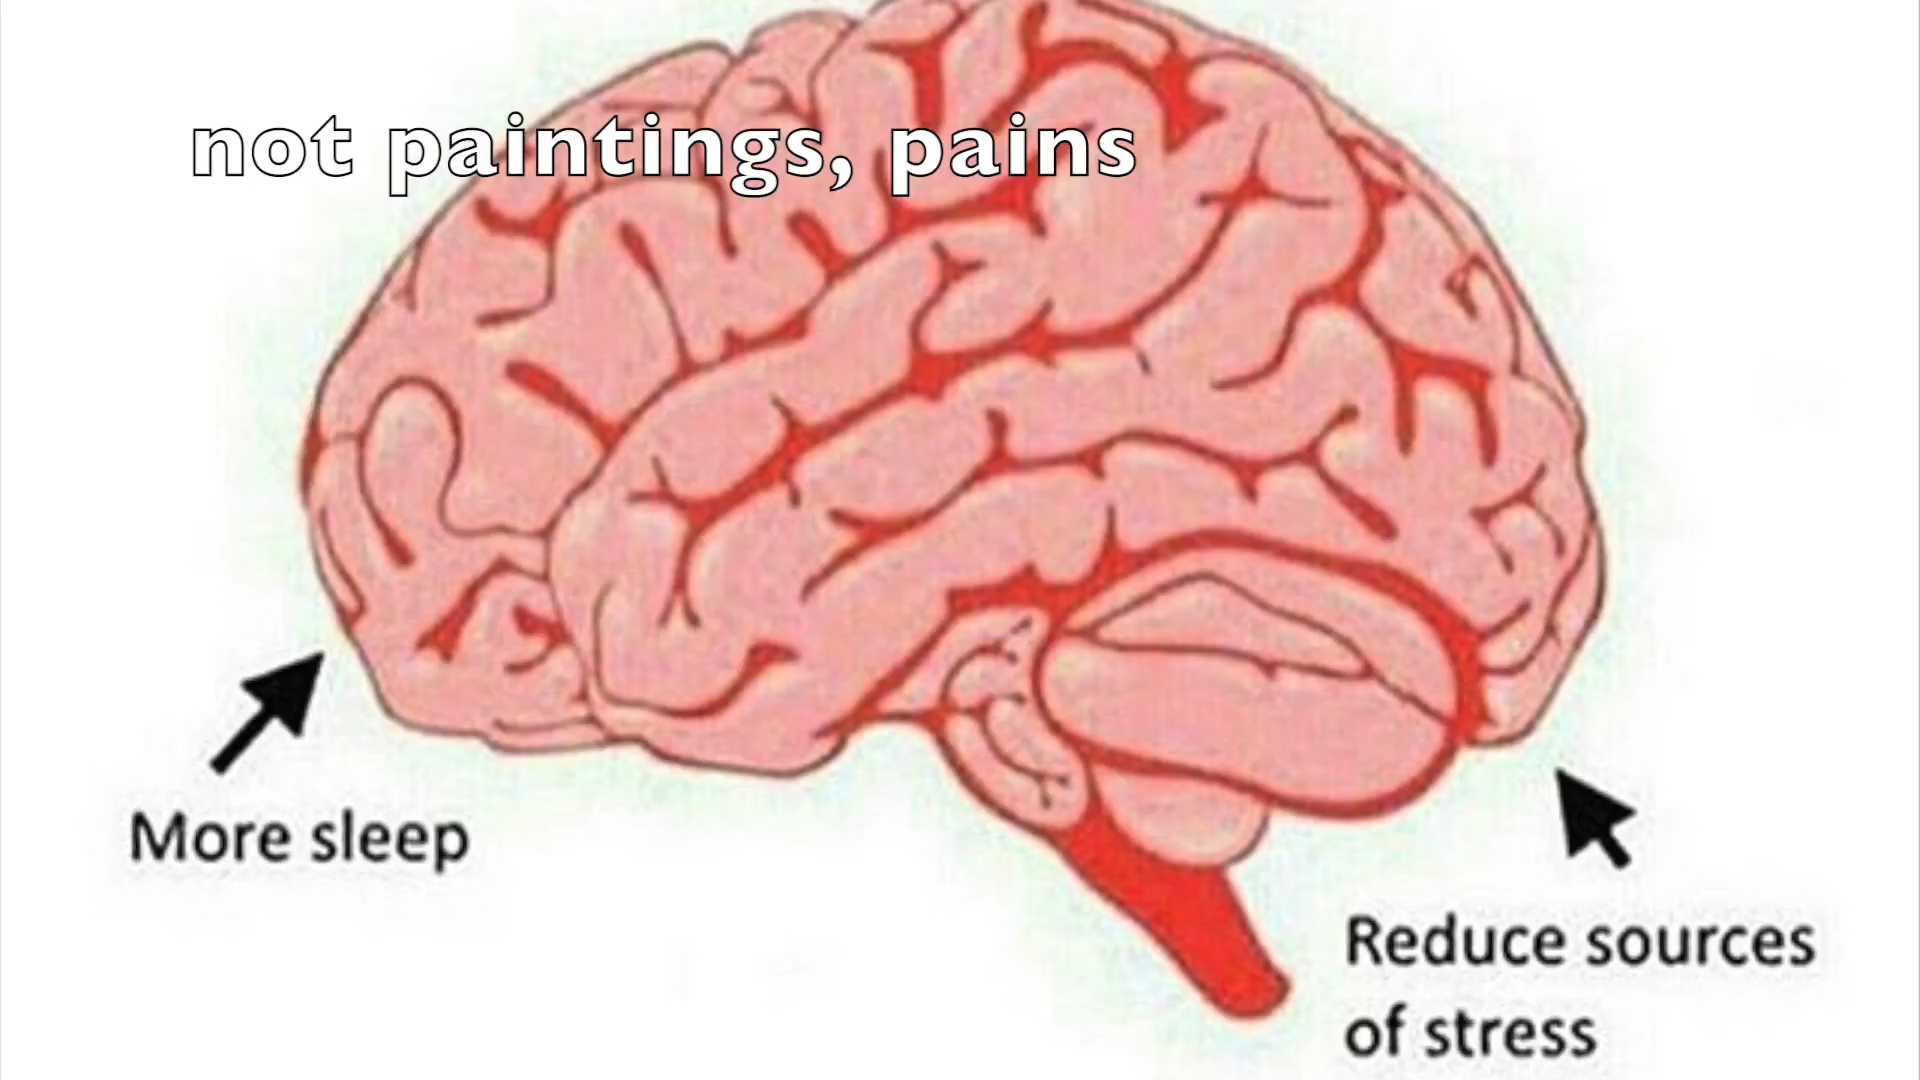 not paintings, pains
More sleep
Reduce sources
of stress